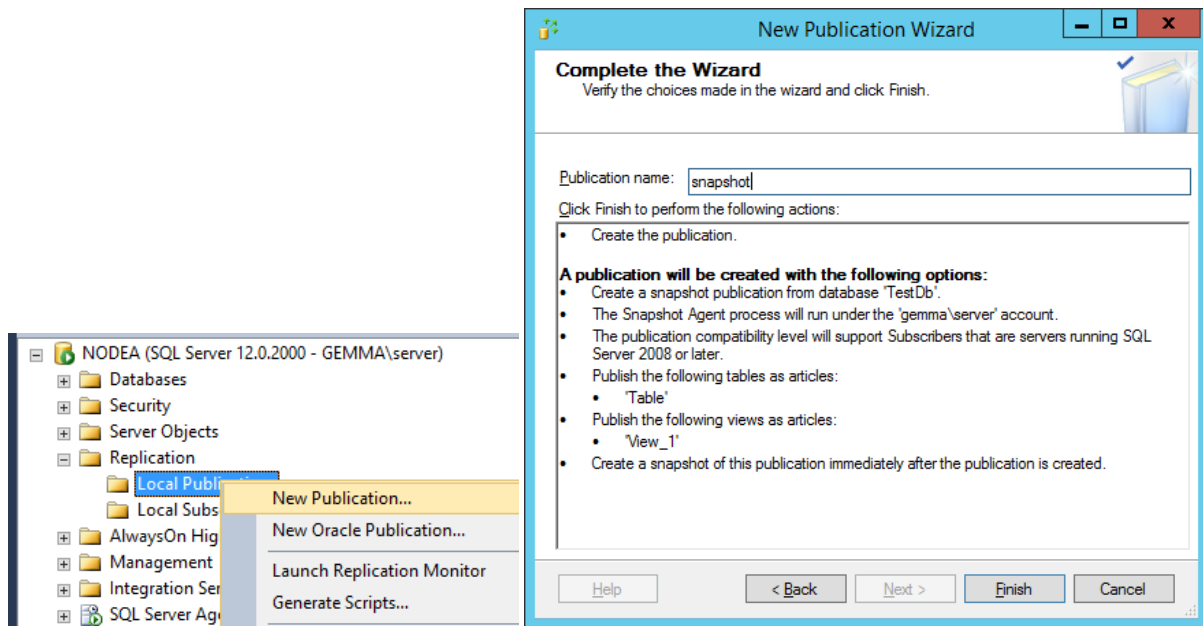 NODEA (SQL Server 12.0.2000 - GEMMA\server)
Databases
Security
Server Objects
Replication
Local Publi
Local Subs
AlwaysOn Hig
Management
Integration Ser
SQL Server Age
New Publication...
New Oracle Publication...
Launch Replication Monitor
Generate Scripts...
New Publication Wizard
Complete the Wizard
Verify the choices made in the wizard and click Finish.
Publication name: snapshot
Click Finish to perform the following actions:
• Create the publication.
A publication will be created with the following options:
• Create a snapshot publication from database 'TestDb'.
• The Snapshot Agent process will run under the 'gemma\server' account.
• The publication compatibility level will support Subscribers that are servers running SQL
Server 2008 or later.
• Publish the following tables as articles:
• 'Table'
• Publish the following views as articles:
• 'View_1'
• Create a snapshot of this publication immediately after the publication is created.
Help
< Back
Next >
Finish
Cancel